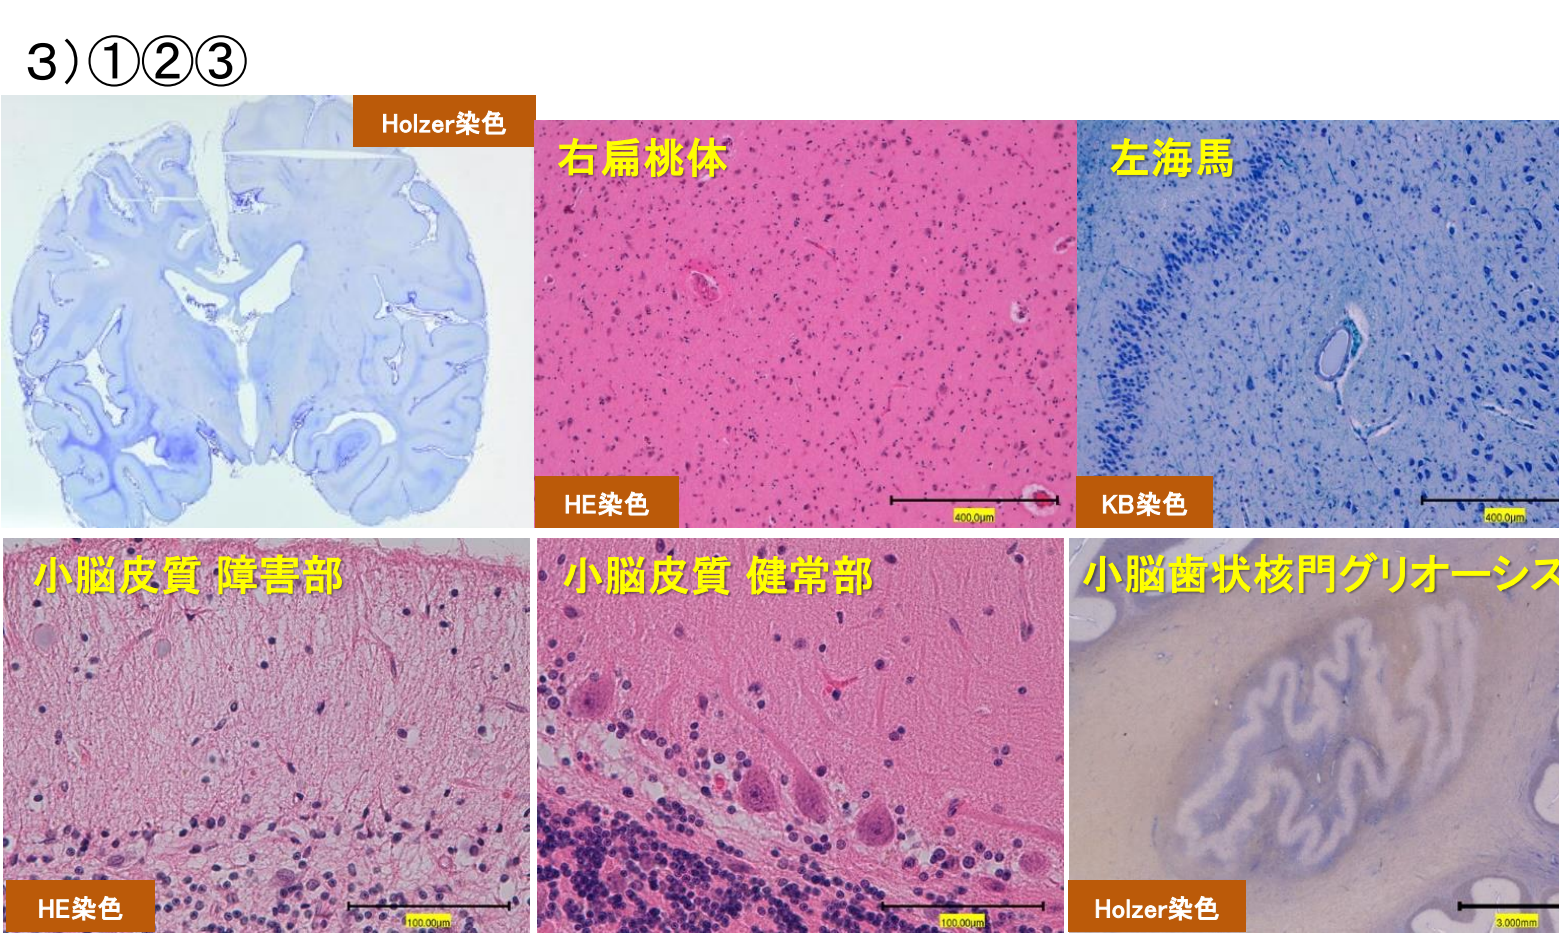 ３）①②③
Holzer染色
右扁桃体
左海馬
HE染色
400.0μm
KB染色
400.0μm
小脳皮質 障害部
小脳皮質 健常部
小脳歯状核門グリオーシス
HE染色
100.00μm
100.00μm
Holzer染色
3.000mm